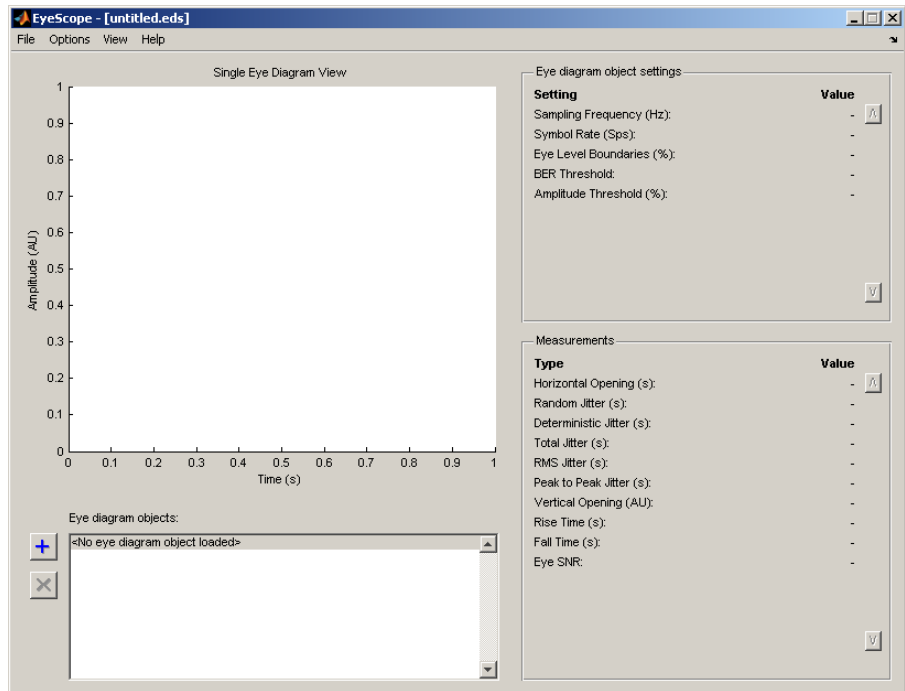 EyeScope - [untitled.eds]
File Options View Help
Single Eye Diagram View
1
0.9
0.8
0.7
0.6
0.5
0.4
0.3
0.2
0.1
0
Amplitude (AU)
0 0.1 0.2 0.3 0.4 0.5 0.6 0.7 0.8 0.9 1
Time (s)
Eye diagram objects:
<No eye diagram object loaded>
Eye diagram object settings
Setting Value
Sampling Frequency (Hz): -
Symbol Rate (Sps): -
Eye Level Boundaries (%): -
BER Threshold: -
Amplitude Threshold (%): -
Measurements
Type Value
Horizontal Opening (s): -
Random Jitter (s): -
Deterministic Jitter (s): -
Total Jitter (s): -
RMS Jitter (s): -
Peak to Peak Jitter (s): -
Vertical Opening (AU): -
Rise Time (s): -
Fall Time (s): -
Eye SNR: -